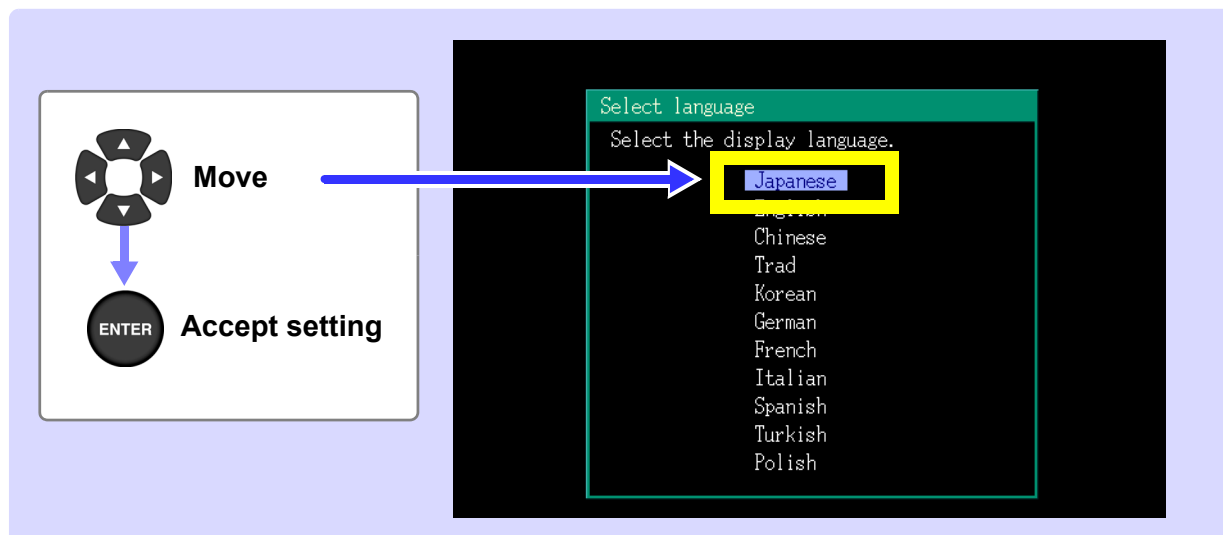 Move
ENTER
Accept setting
Select language
Select the display language.
Japanese
English
Chinese
Trad
Korean
German
French
Italian
Spanish
Turkish
Polish